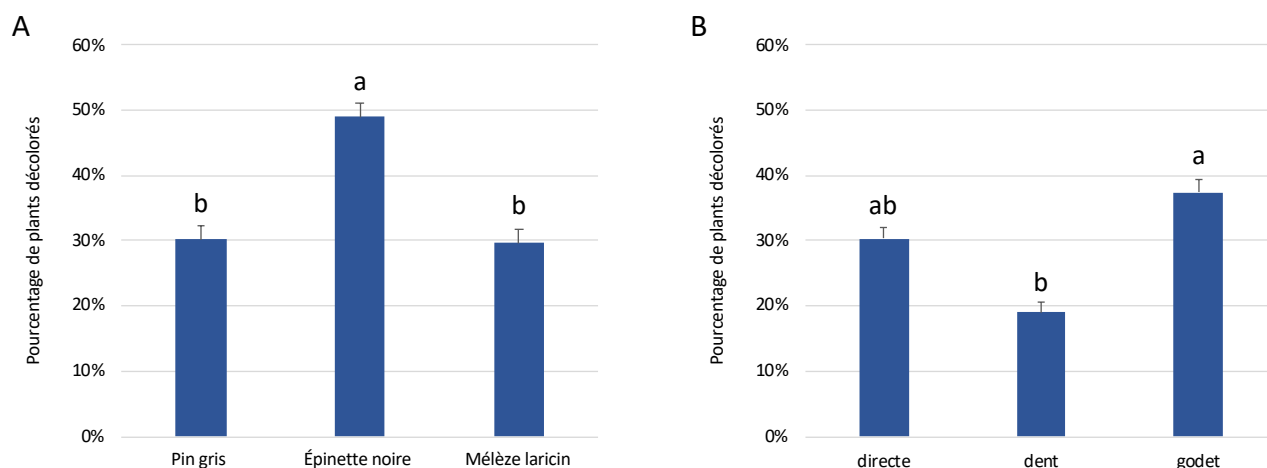 A
Pourcentage de plants décolorés
60%
50%
40%
30%
20%
10%
0%
b
a
b
Pin gris
Épinette noire
Mélèze laricin
B
Pourcentage de plants décolorés
60%
50%
40%
30%
20%
10%
0%
ab
b
a
directe
dent
godet